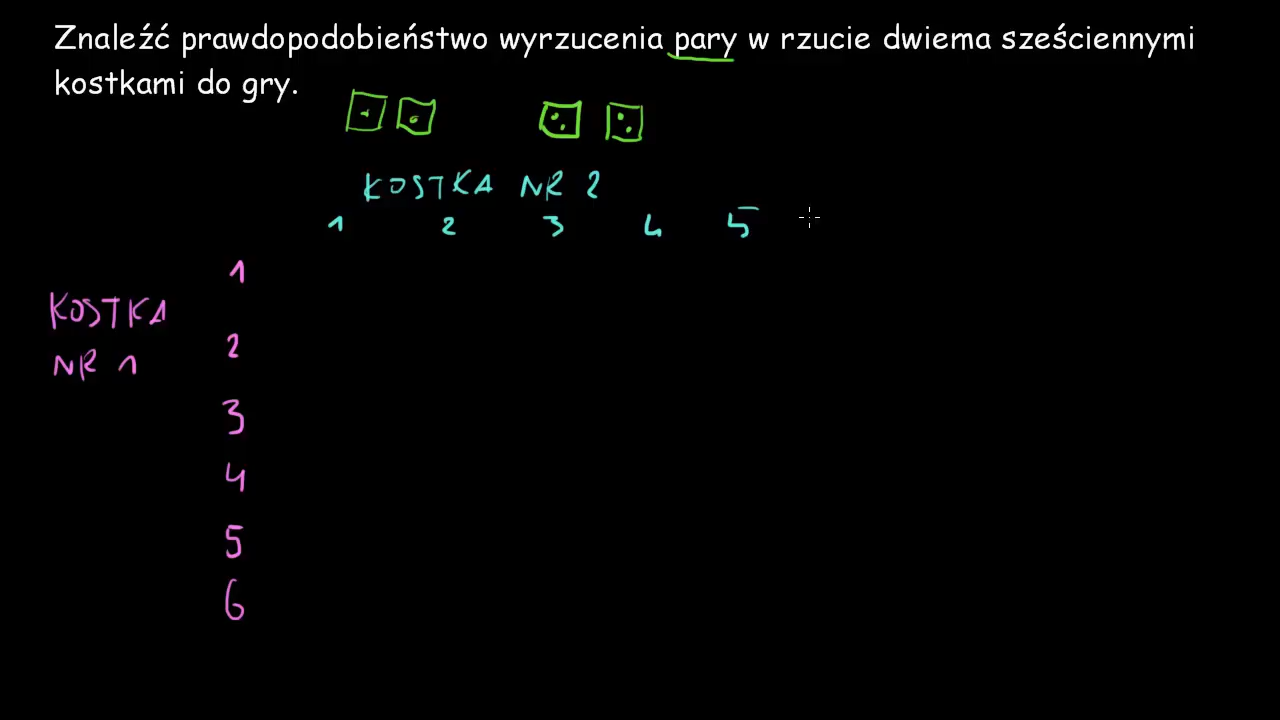 Znaleźć prawdopodobieństwo wyrzucenia pary w rzucie dwiema sześciennymi
kostkami do gry.
KOSTKA NR 2
1 2 3 4 5
1
KOSTKA
2
NR 1
3
4
5
6